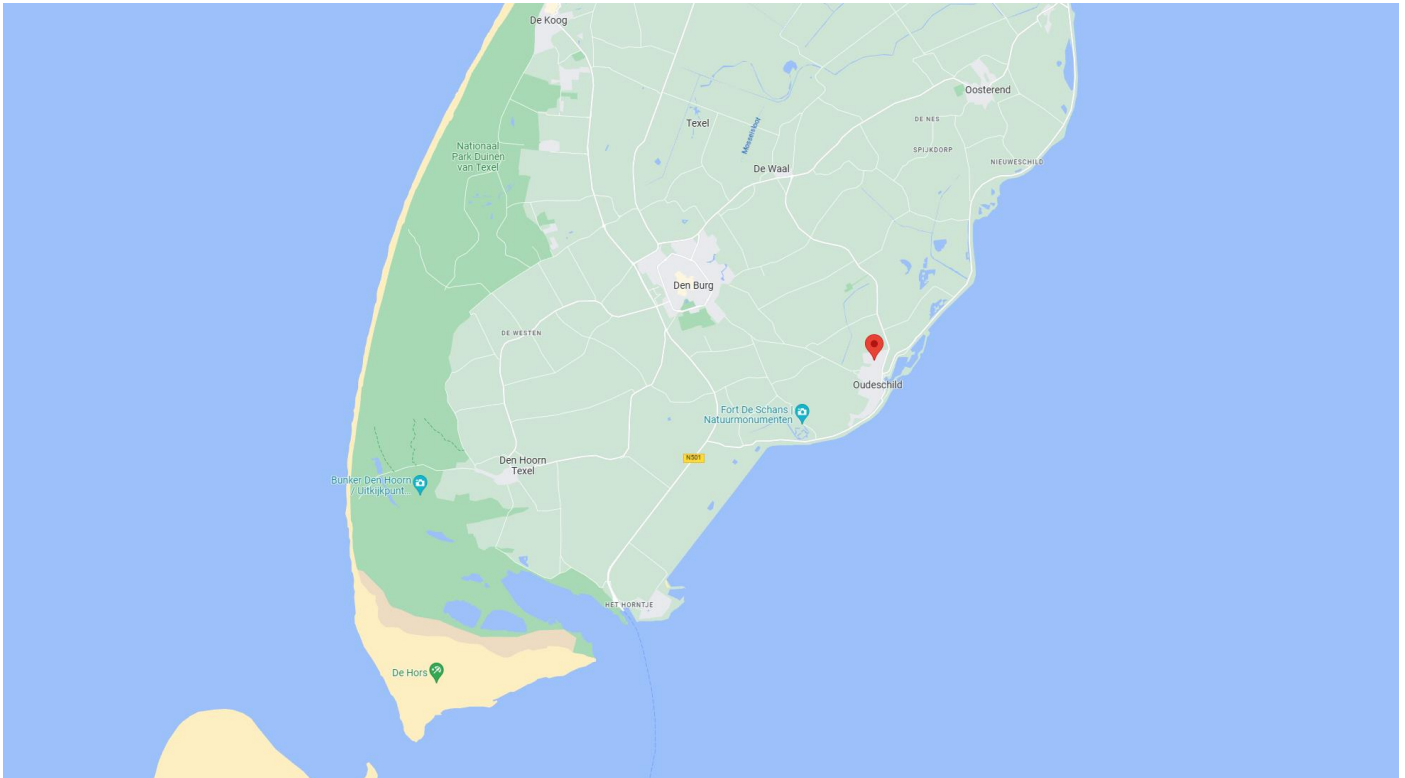 De Koog
Oosterend
DE NES
Texel
Mosselsloot
Nationaal
Park Duinen
van Texel
SPIJKDORP
NIEUWESCHILD
De Waal
Den Burg
DE WESTEN
Oudeschild
Fort De Schans |
Natuurmonumenten
N501
Den Hoorn
Texel
Bunker Den Hoorn
/ Uitkijkpunt...
HET HORNTJE
De Hors